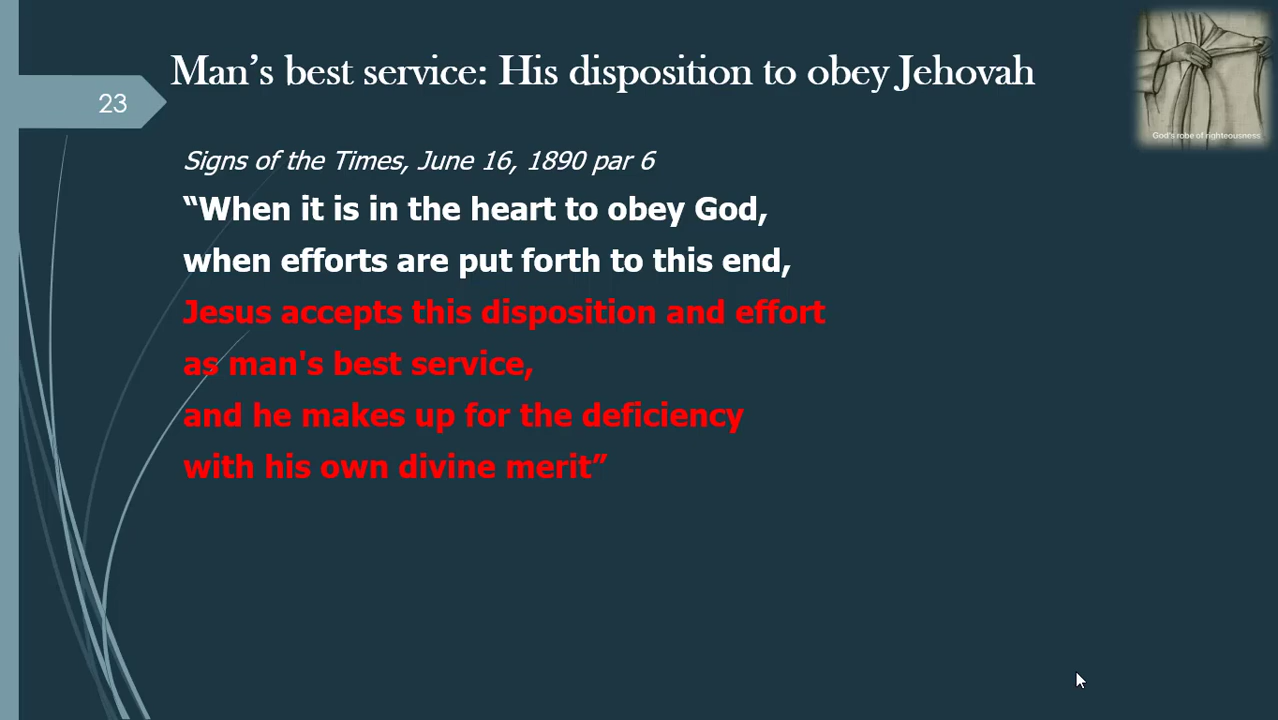 Man’s best service: His disposition to obey Jehovah
23
God's robe of righteousness
Signs of the Times, June 16, 1890 par 6
“When it is in the heart to obey God,
when efforts are put forth to this end,
Jesus accepts this disposition and effort
as man's best service,
and he makes up for the deficiency
with his own divine merit”